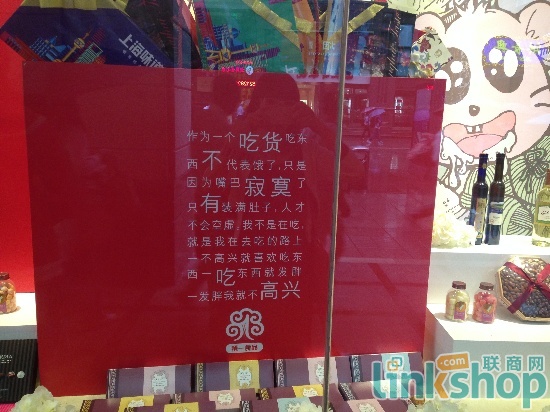 上海味道
作为一个吃货吃东
西不代表饿了,只是
因为嘴巴寂寞了
只有装满肚子,人才
不会空虚。我不是在吃,
就是我在去吃的路上
一不高兴就喜欢吃东
西一吃东西就发胖
一发胖我就不高兴
linkshop.com
联商网